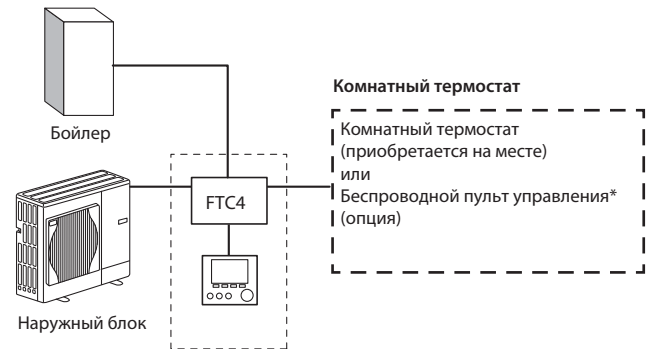 Бойлер
Наружный блок
FTC4
Комнатный термостат
Комнатный термостат
(приобретается на месте)
или
Беспроводной пульт управления*
(опция)